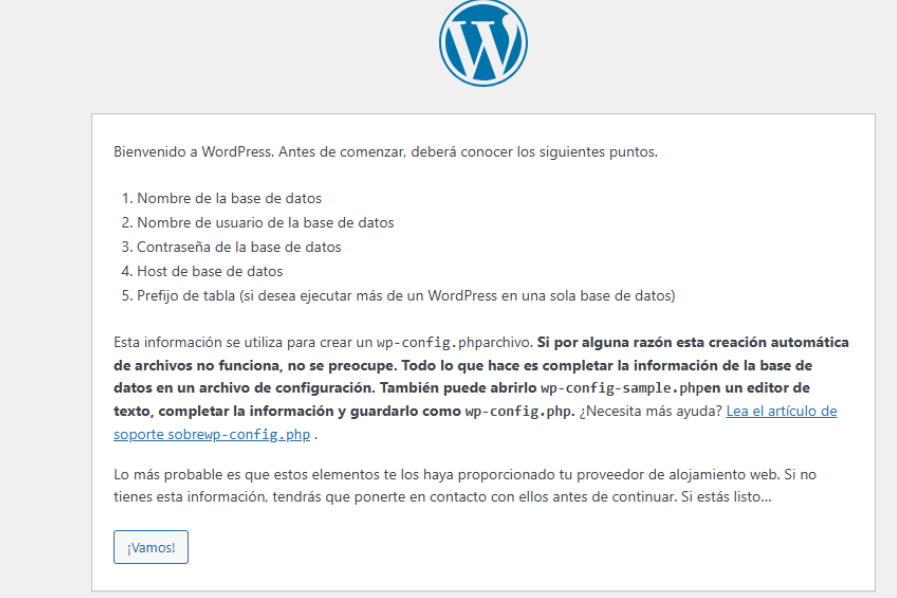 W
Bienvenido a WordPress. Antes de comenzar, deberá conocer los siguientes puntos.
1. Nombre de la base de datos
2. Nombre de usuario de la base de datos
3. Contraseña de la base de datos
4. Host de base de datos
5. Prefijo de tabla (si desea ejecutar más de un WordPress en una sola base de datos)
Esta información se utiliza para crear un wp-config.phparchivo. Si por alguna razón esta creación automática
de archivos no funciona, no se preocupe. Todo lo que hace es completar la información de la base de
datos en un archivo de configuración. También puede abrirlo wp-config-sample.phpen un editor de
texto, completar la información y guardarlo como wp-config.php. ¿Necesita más ayuda? Lea el artículo de
soporte sobrewp-config.php .
Lo más probable es que estos elementos te los haya proporcionado tu proveedor de alojamiento web. Si no
tienes esta información, tendrás que ponerte en contacto con ellos antes de continuar. Si estás listo…
¡Vamos!